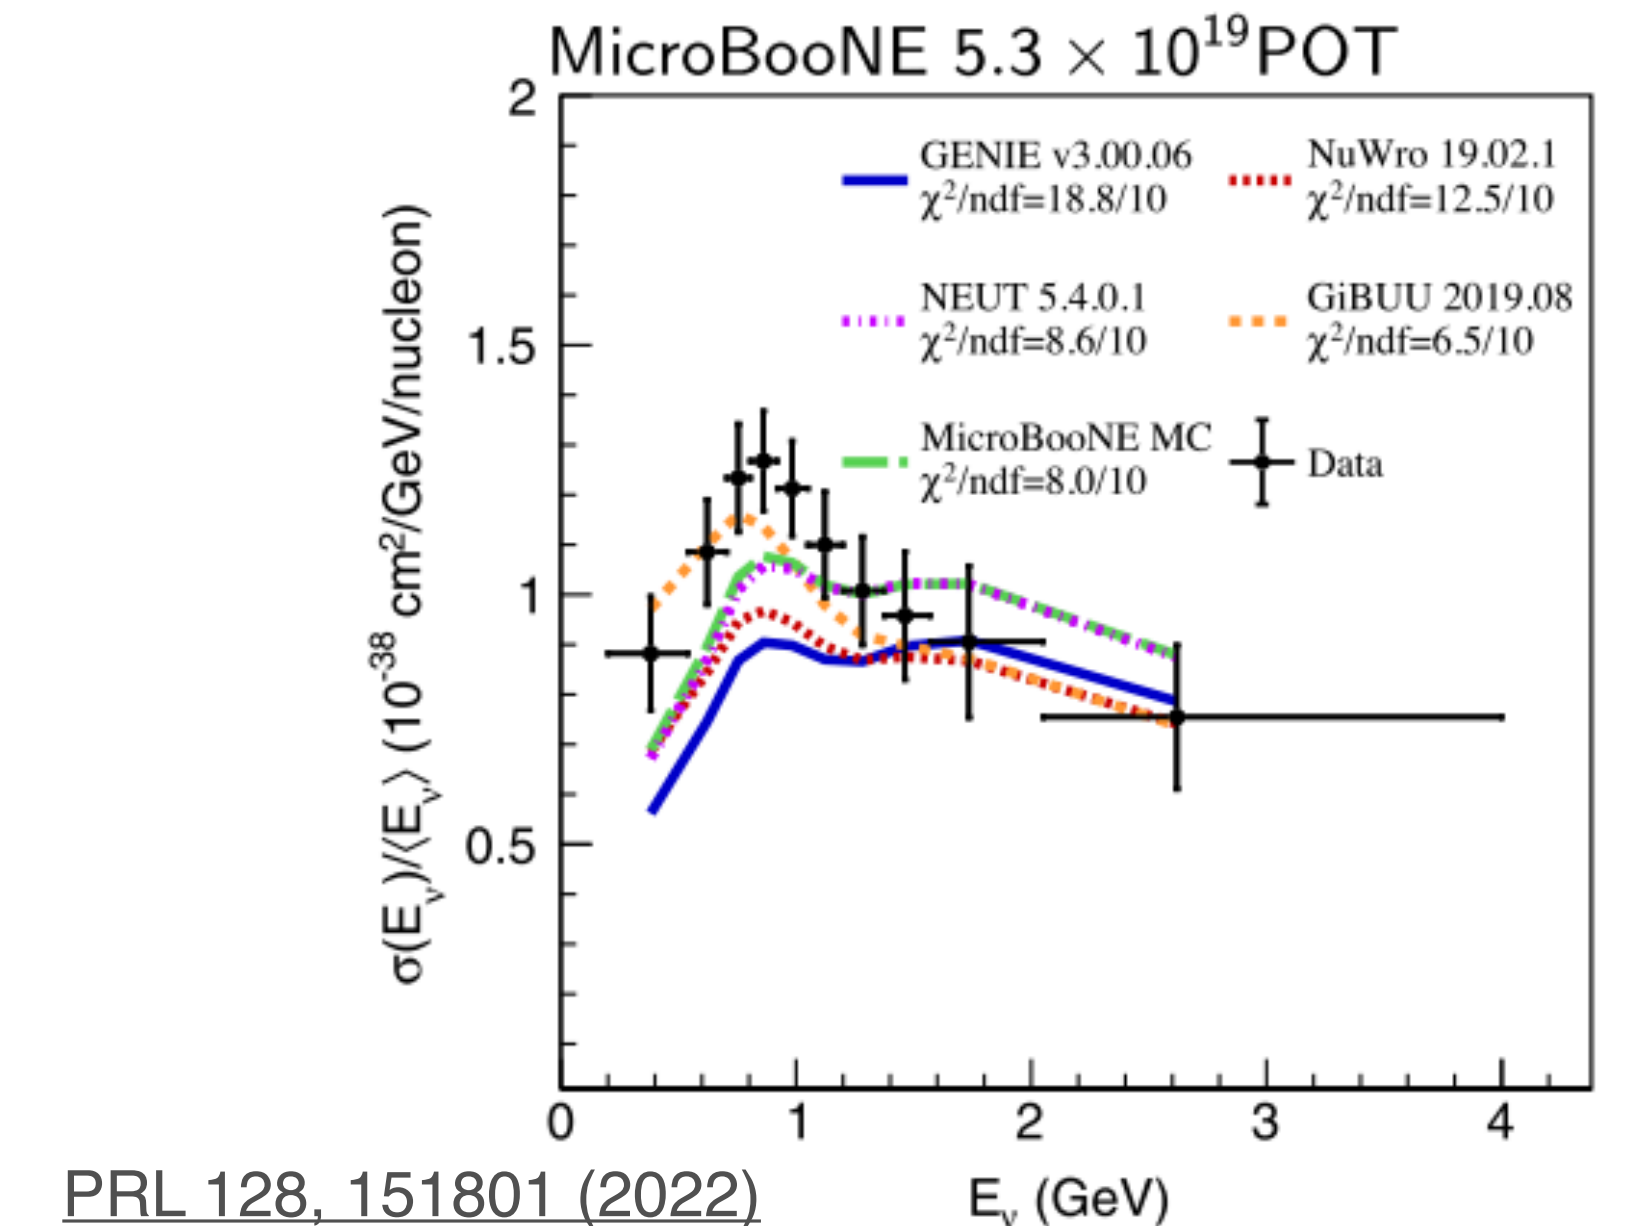 MicroBooNE 5.3 × 10¹⁹POT
GENIE v3.00.06
χ²/ndf=18.8/10
NuWro 19.02.1
χ²/ndf=12.5/10
NEUT 5.4.0.1
χ²/ndf=8.6/10
GiBUU 2019.08
χ²/ndf=6.5/10
MicroBooNE MC
χ²/ndf=8.0/10
Data
σ(Eν)/⟨Eν⟩ (10⁻³⁸ cm²/GeV/nucleon)
2
1.5
1
0.5
0 1 2 3 4
Eν (GeV)
PRL 128, 151801 (2022)